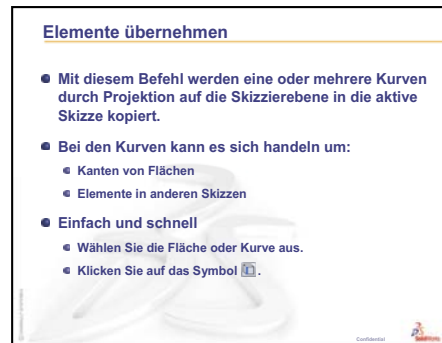 Elemente übernehmen
Mit diesem Befehl werden eine oder mehrere Kurven
durch Projektion auf die Skizzierebene in die aktive
Skizze kopiert.
Bei den Kurven kann es sich handeln um:
Kanten von Flächen
Elemente in anderen Skizzen
Einfach und schnell
Wählen Sie die Fläche oder Kurve aus.
Klicken Sie auf das Symbol .
Confidential
SolidWorks